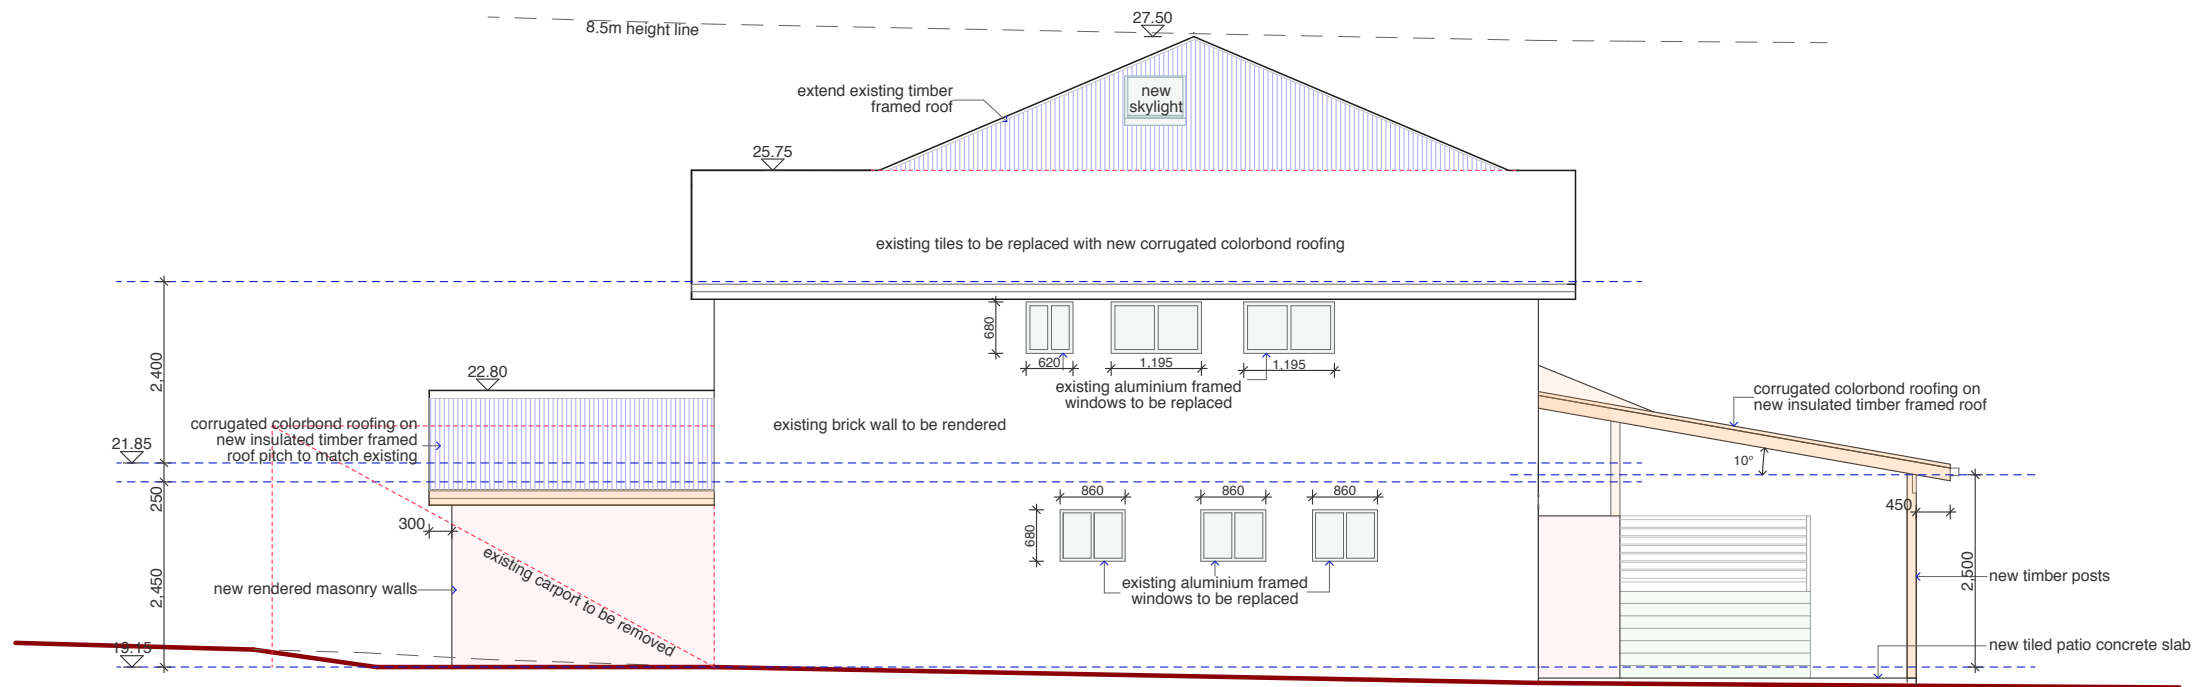 27.50
8.5m height line
extend existing timber
framed roof
new
skylight
25.75
existing tiles to be replaced with new corrugated colorbond roofing
680
620
1,195
1,195
existing aluminium framed
windows to be replaced
2,400
22.80
corrugated colorbond roofing on
new insulated timber framed
roof pitch to match existing
existing brick wall to be rendered
corrugated colorbond roofing on
new insulated timber framed roof
21.85
10°
250
860
860
860
450
300
680
existing carport to be removed
2,450
new rendered masonry walls
existing aluminium framed
windows to be replaced
2,500
new timber posts
19.15
new tiled patio concrete slab